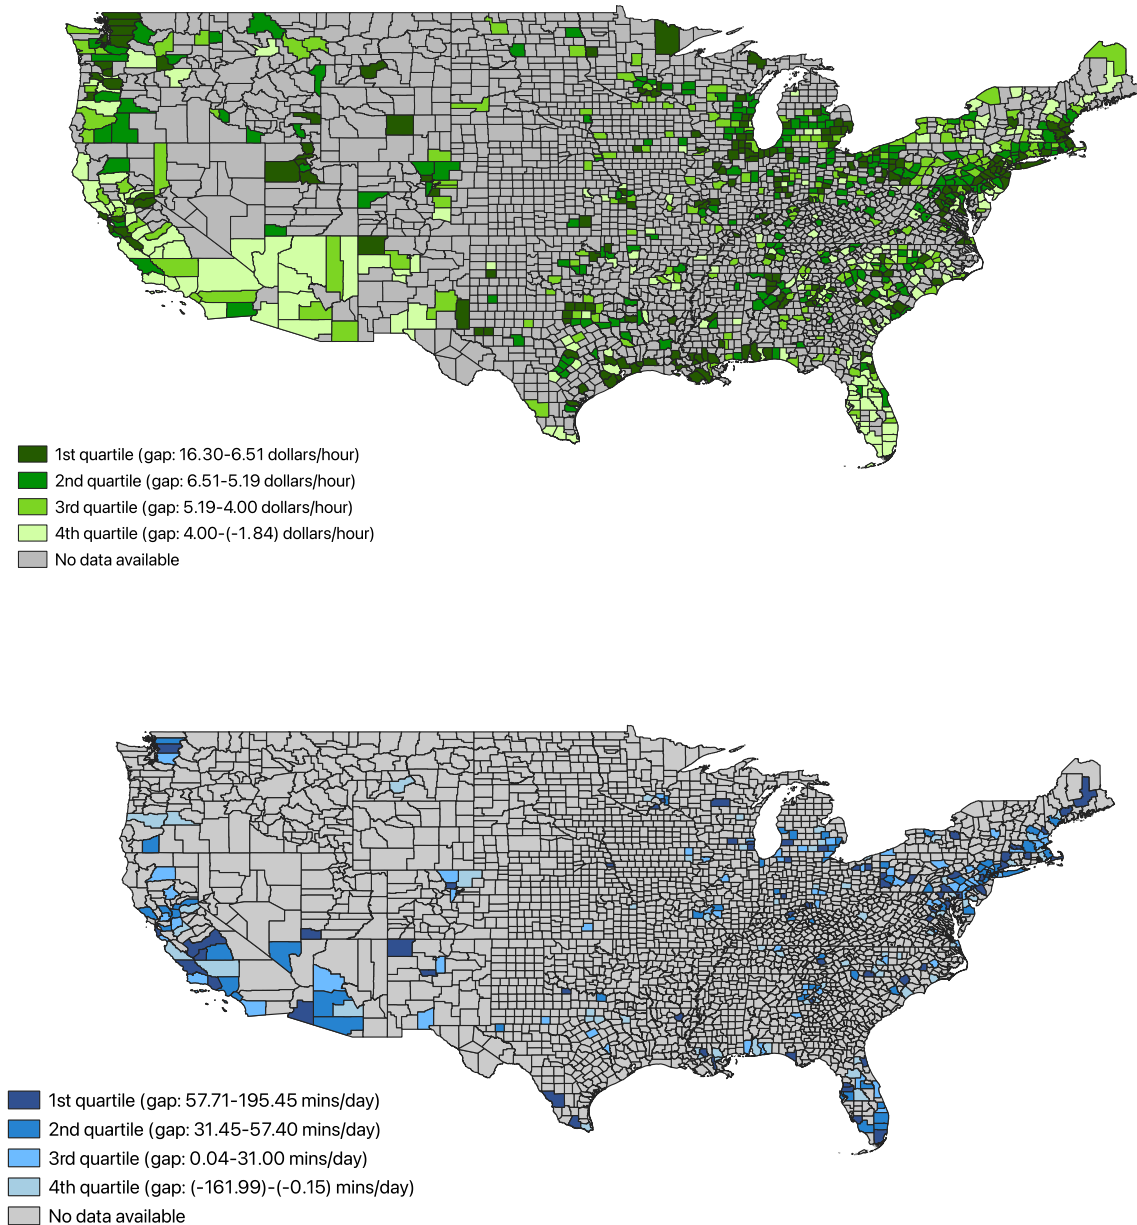 1st quartile (gap: 16.30-6.51 dollars/hour)
2nd quartile (gap: 6.51-5.19 dollars/hour)
3rd quartile (gap: 5.19-4.00 dollars/hour)
4th quartile (gap: 4.00-(-1.84) dollars/hour)
No data available
1st quartile (gap: 57.71-195.45 mins/day)
2nd quartile (gap: 31.45-57.40 mins/day)
3rd quartile (gap: 0.04-31.00 mins/day)
4th quartile (gap: (-161.99)-(-0.15) mins/day)
No data available